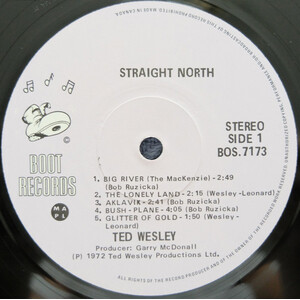 STRAIGHT NORTH
STEREO
SIDE 1
BOS.7173
BOOT
RECORDS
M A
P L
1. BIG RIVER (The MacKenzie) - 2:49
(Bob Ruzicka)
2. THE LONELY LAND - 2:15 (Wesley-
Leonard)
3. AKLAVIK - 2:41 (Bob Ruzicka)
4. BUSH - PLANE - 4:05 (Bob Ruzicka)
5. GLITTER OF GOLD - 1:50 (Wesley-
Leonard)
TED WESLEY
Producer: Garry McDonall
(P) 1972 Ted Wesley Productions Ltd.